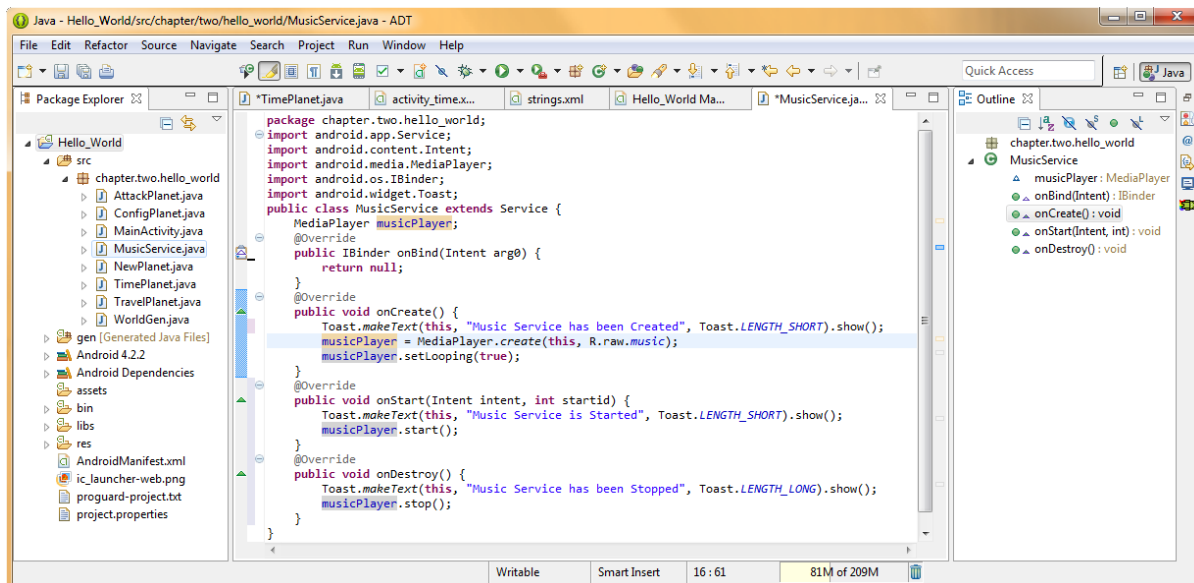 Java - Hello_World/src/chapter/two/hello_world/MusicService.java - ADT
File Edit Refactor Source Navigate Search Project Run Window Help
Quick Access
Java
Package Explorer
Hello_World
src
chapter.two.hello_world
AttackPlanet.java
ConfigPlanet.java
MainActivity.java
MusicService.java
NewPlanet.java
TimePlanet.java
TravelPlanet.java
WorldGen.java
gen [Generated Java Files]
Android 4.2.2
Android Dependencies
assets
bin
libs
res
AndroidManifest.xml
ic_launcher-web.png
proguard-project.txt
project.properties
*TimePlanet.java activity_time.x... strings.xml Hello_World Ma... *MusicService.ja...
package chapter.two.hello_world;
import android.app.Service;
import android.content.Intent;
import android.media.MediaPlayer;
import android.os.IBinder;
import android.widget.Toast;
public class MusicService extends Service {
MediaPlayer musicPlayer;
@Override
public IBinder onBind(Intent arg0) {
return null;
}
@Override
public void onCreate() {
Toast.makeText(this, "Music Service has been Created", Toast.LENGTH_SHORT).show();
musicPlayer = MediaPlayer.create(this, R.raw.music);
musicPlayer.setLooping(true);
}
@Override
public void onStart(Intent intent, int startid) {
Toast.makeText(this, "Music Service is Started", Toast.LENGTH_SHORT).show();
musicPlayer.start();
}
@Override
public void onDestroy() {
Toast.makeText(this, "Music Service has been Stopped", Toast.LENGTH_LONG).show();
musicPlayer.stop();
}
}
Outline
chapter.two.hello_world
MusicService
musicPlayer : MediaPlayer
onBind(Intent) : IBinder
onCreate() : void
onStart(Intent, int) : void
onDestroy() : void
Writable Smart Insert 16 : 61 81M of 209M